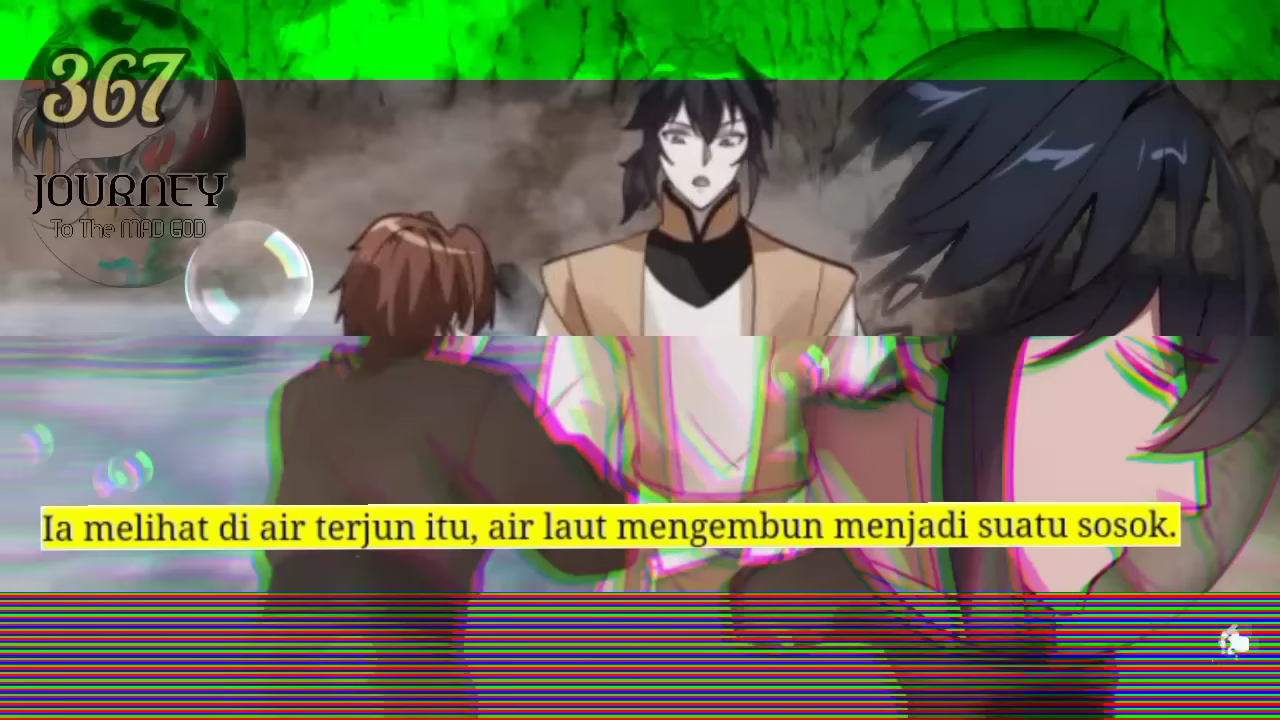 367
JOURNEY
To The MAD GOD
Ia melihat di air terjun itu, air laut mengembun menjadi suatu sosok.